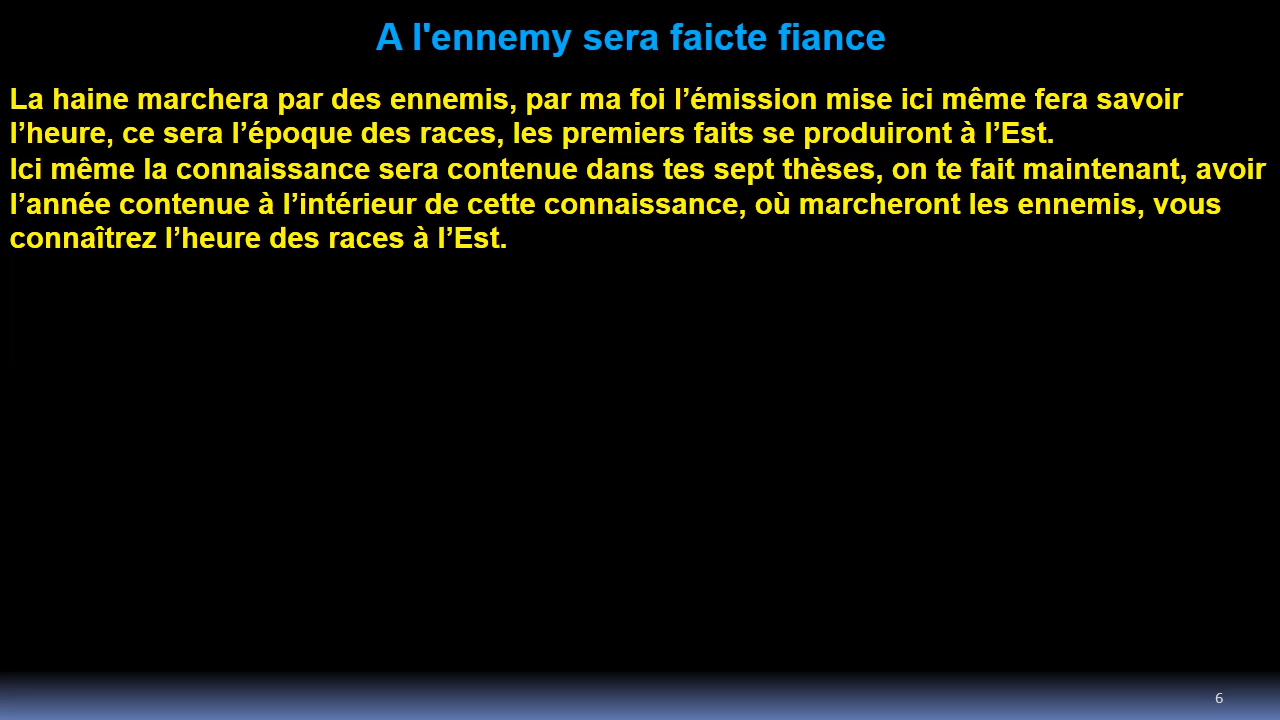 A l'ennemy sera faicte fiance
La haine marchera par des ennemis, par ma foi l’émission mise ici même fera savoir
l’heure, ce sera l’époque des races, les premiers faits se produiront à l’Est.
Ici même la connaissance sera contenue dans tes sept thèses, on te fait maintenant, avoir
l’année contenue à l’intérieur de cette connaissance, où marcheront les ennemis, vous
connaîtrez l’heure des races à l’Est.
6